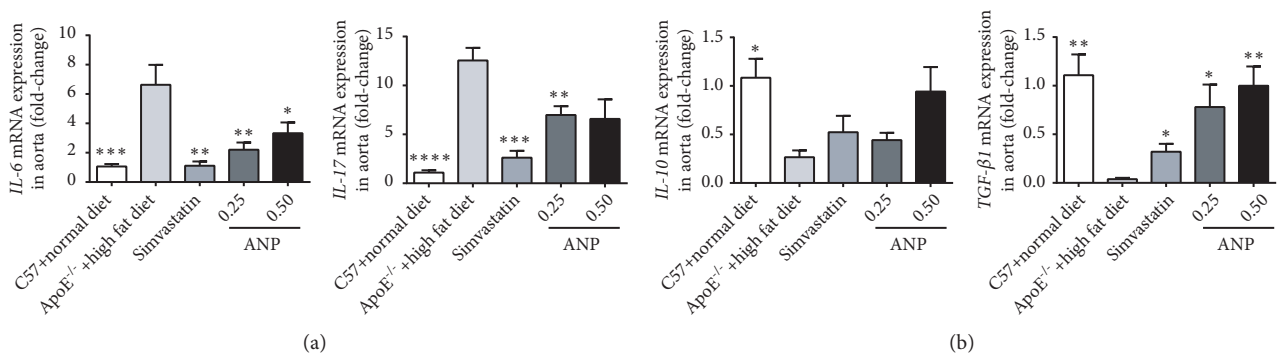 IL-6 mRNA expression
in aorta (fold-change)
10
8
6
4
2
0
***
**
**
*
C57+normal diet
ApoE-/- +high fat diet
Simvastatin
0.25
0.50
ANP
IL-17 mRNA expression
in aorta (fold-change)
15
10
5
0
****
***
**
C57+normal diet
ApoE-/- +high fat diet
Simvastatin
0.25
0.50
ANP
(a)
IL-10 mRNA expression
in aorta (fold-change)
1.5
1.0
0.5
0.0
*
C57+normal diet
ApoE-/- +high fat diet
Simvastatin
0.25
0.50
ANP
TGF-β1 mRNA expression
in aorta (fold-change)
1.5
1.0
0.5
0.0
**
*
*
**
C57+normal diet
ApoE-/- +high fat diet
Simvastatin
0.25
0.50
ANP
(b)